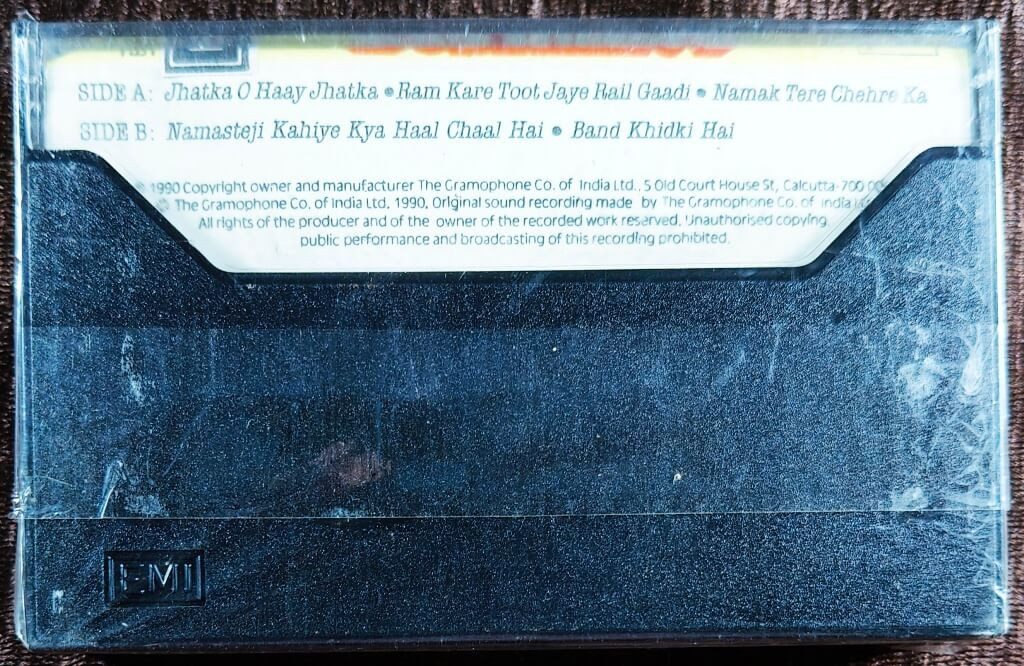 SIDE A: Jhatka O Haay Jhatka • Ram Kare Toot Jaye Rail Gaadi • Namak Tere Chehre Ka
SIDE B: Namasteji Kahiye Kya Haal Chaal Hai • Band Khidki Hai
1990 Copyright owner and manufacturer The Gramophone Co. of India Ltd., 5 Old Court House St, Calcutta-700
The Gramophone Co. of India Ltd. 1990. Original sound recording made by The Gramophone Co. of India
All rights of the producer and of the owner of the recorded work reserved. Unauthorised copying,
public performance and broadcasting of this recording prohibited.
EMI